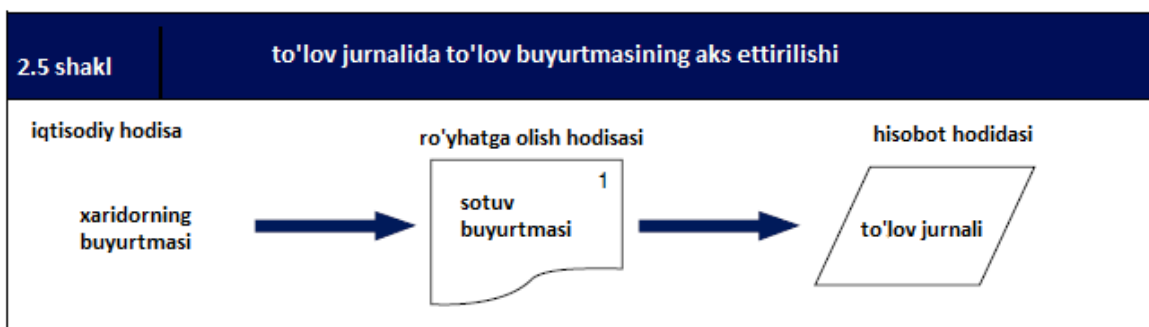 2.5 shakl
to'lov jurnalida to'lov buyurtmasining aks ettirilishi
iqtisodiy hodisa
ro'yhatga olish hodisasi
hisobot hodidasi
xaridorning
buyurtmasi
1
sotuv
buyurtmasi
to'lov jurnali